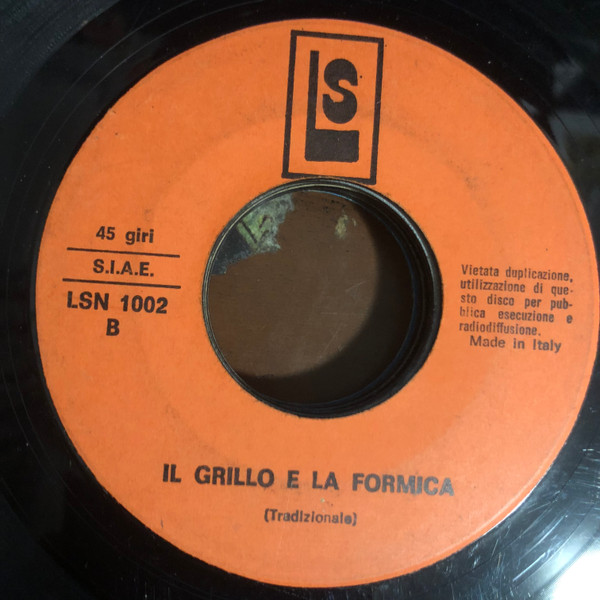 LS
45 giri
S.I.A.E.
LSN 1002
B
Vietata duplicazione,
utilizzazione di que-
sto disco per pub-
blica esecuzione e
radiodiffusione.
Made in Italy
IL GRILLO E LA FORMICA
(Tradizionale)